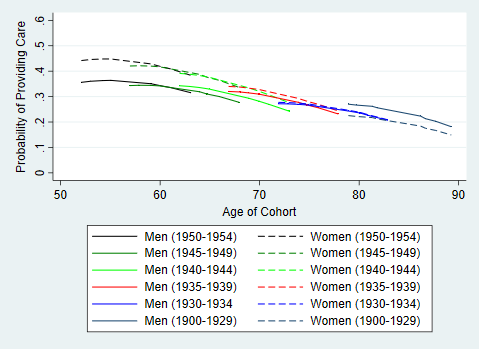 Probability of Providing Care
.6
.5
.4
.3
.2
.1
0
50 60 70 80 90
Age of Cohort
Men (1950-1954) Women (1950-1954)
Men (1945-1949) Women (1945-1949)
Men (1940-1944) Women (1940-1944)
Men (1935-1939) Women (1935-1939)
Men (1930-1934 Women (1930-1934)
Men (1900-1929) Women (1900-1929)